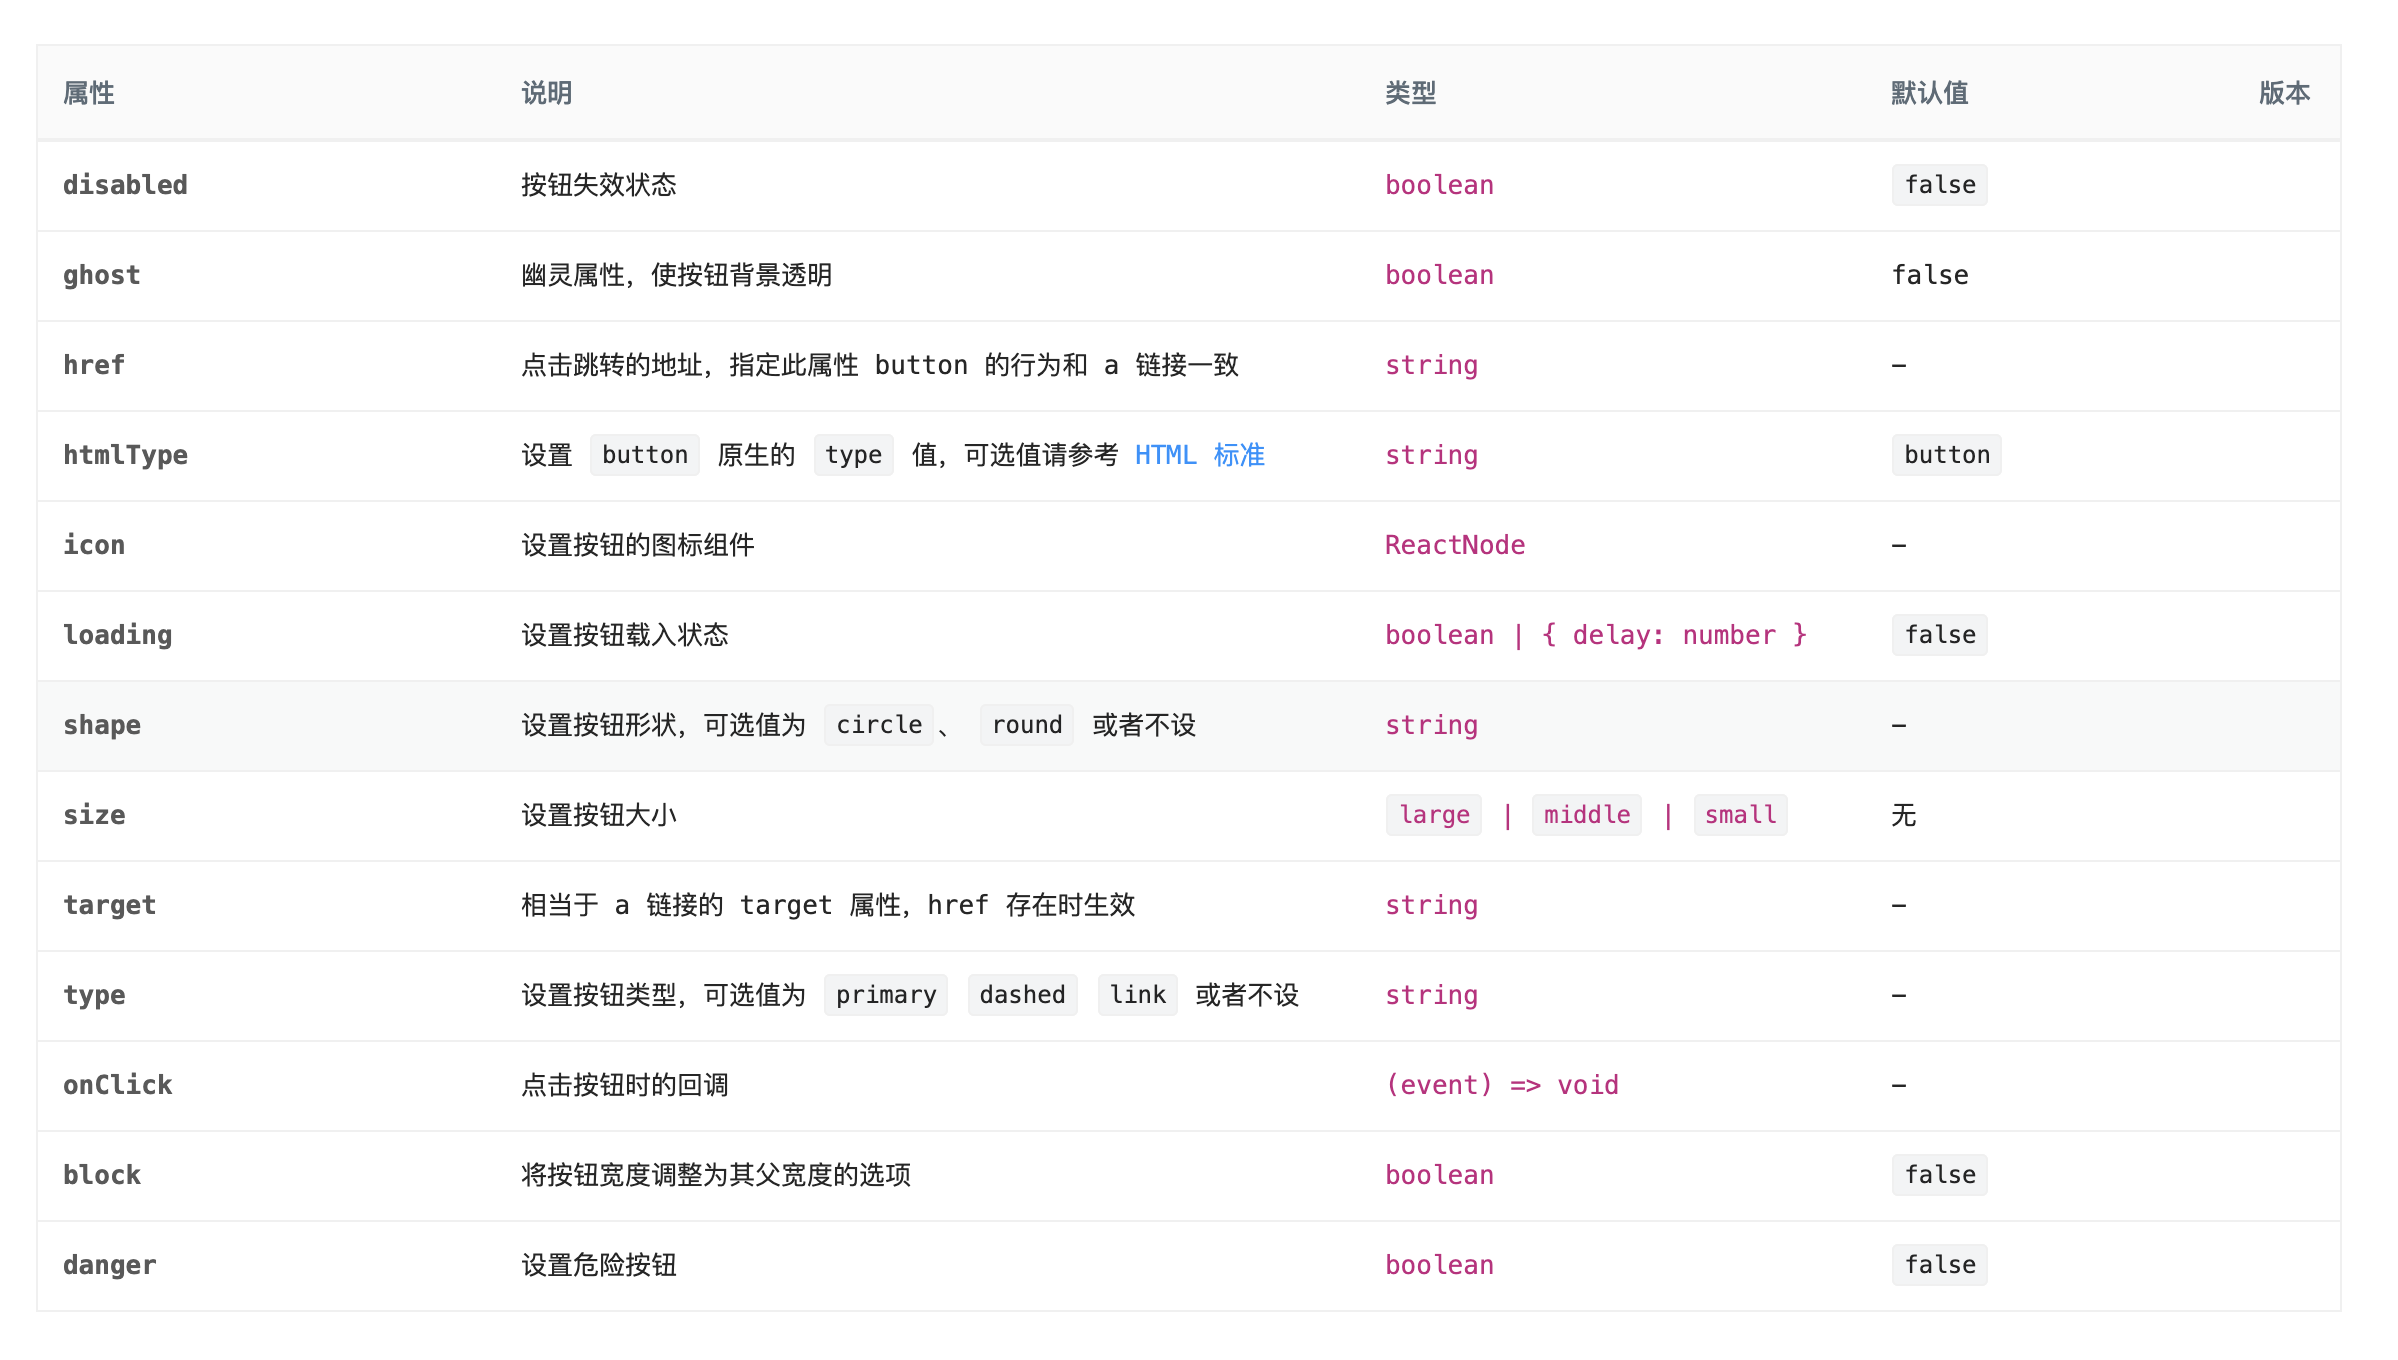 属性 说明 类型 默认值 版本
disabled 按钮失效状态 boolean false
ghost 幽灵属性，使按钮背景透明 boolean false
href 点击跳转的地址，指定此属性 button 的行为和 a 链接一致 string -
htmlType 设置 button 原生的 type 值，可选值请参考 HTML 标准 string button
icon 设置按钮的图标组件 ReactNode -
loading 设置按钮载入状态 boolean | { delay: number } false
shape 设置按钮形状，可选值为 circle、 round 或者不设 string -
size 设置按钮大小 large | middle | small 无
target 相当于 a 链接的 target 属性，href 存在时生效 string -
type 设置按钮类型，可选值为 primary dashed link 或者不设 string -
onClick 点击按钮时的回调 (event) => void -
block 将按钮宽度调整为其父宽度的选项 boolean false
danger 设置危险按钮 boolean false